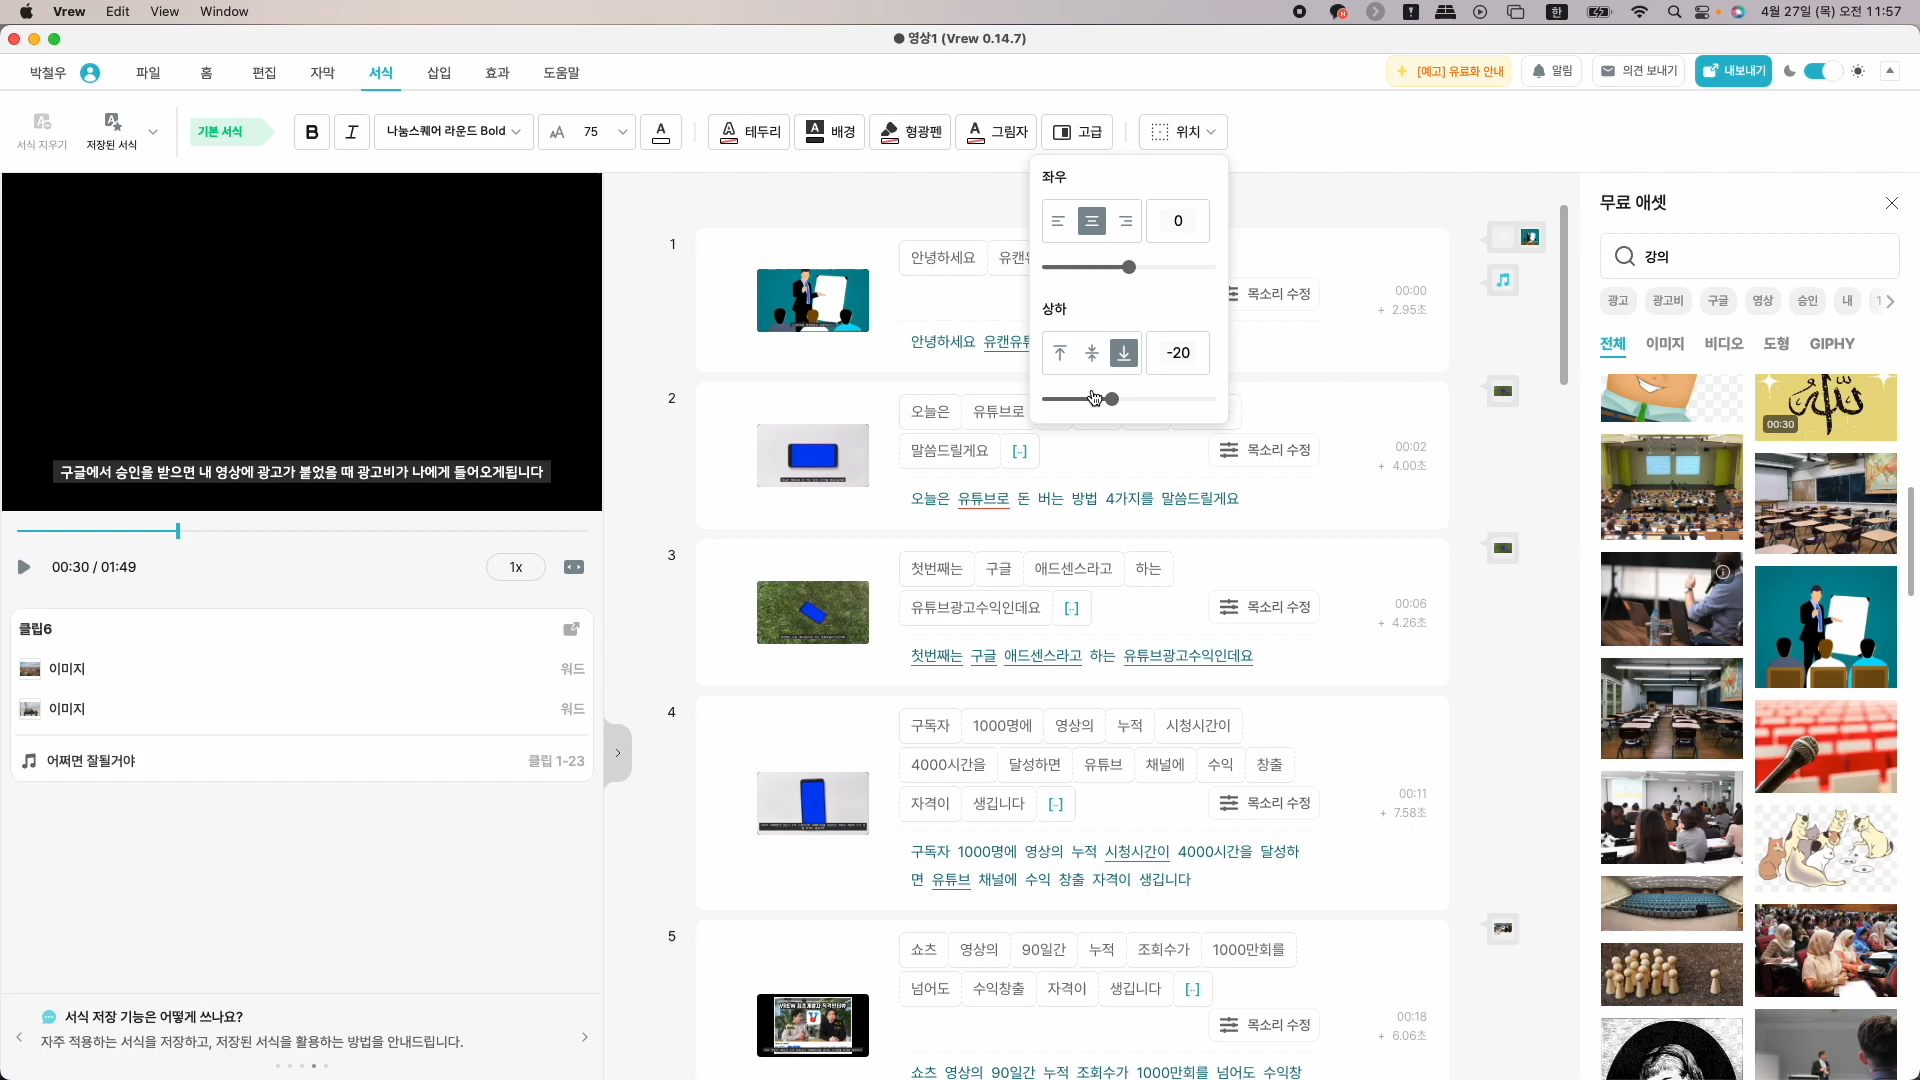 Vrew Edit View Window
한
4월 27일 (목) 오전 11:57
영상1 (Vrew 0.14.7)
박철우 파일 홈 편집 자막 서식 삽입 효과 도움말
[예고] 유료화 안내 알림 의견 보내기 내보내기
서식 지우기 저장된 서식 기본 서식 B I 나눔스퀘어 라운드 Bold 75 A A 테두리 A 배경 형광펜 A 그림자 고급 위치
좌우
0
상하
-20
구글에서 승인을 받으면 내 영상에 광고가 붙었을 때 광고비가 나에게 들어오게됩니다
00:30 / 01:49
1x
클립6
이미지 워드
이미지 워드
어쩌면 잘될거야 클립 1-23
서식 저장 기능은 어떻게 쓰나요?
자주 적용하는 서식을 저장하고, 저장된 서식을 활용하는 방법을 안내드립니다.
1
안녕하세요
목소리 수정
00:00
+ 2.95초
안녕하세요
2
오늘은 유튜브로
말씀드릴게요 [··]
목소리 수정
00:02
+ 4.00초
오늘은 유튜브로 돈 버는 방법 4가지를 말씀드릴게요
3
첫번째는 구글 애드센스라고 하는
유튜브광고수익인데요 [··]
목소리 수정
00:06
+ 4.26초
첫번째는 구글 애드센스라고 하는 유튜브광고수익인데요
4
구독자 1000명에 영상의 누적 시청시간이
4000시간을 달성하면 유튜브 채널에 수익 창출
자격이 생깁니다 [··]
목소리 수정
00:11
+ 7.58초
구독자 1000명에 영상의 누적 시청시간이 4000시간을 달성하
면 유튜브 채널에 수익 창출 자격이 생깁니다
5
쇼츠 영상의 90일간 누적 조회수가 1000만회를
넘어도 수익창출 자격이 생깁니다 [··]
목소리 수정
00:18
+ 6.06초
쇼츠 영상의 90일간 누적 조회수가 1000만회를 넘어도 수익창
무료 애셋
강의
광고 광고비 구글 영상 승인 내
전체 이미지 비디오 도형 GIPHY
00:30